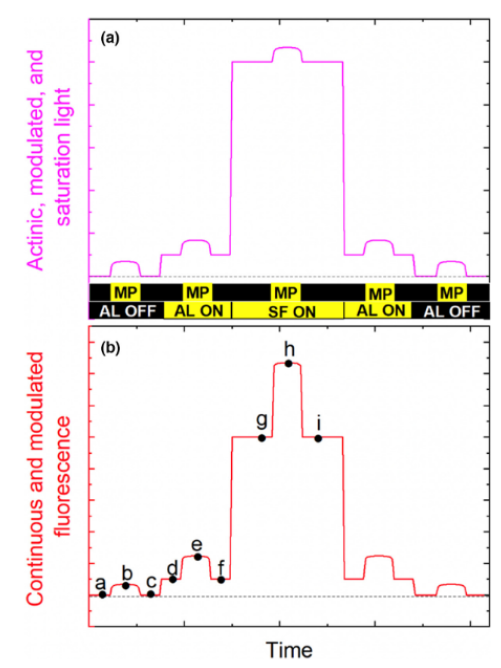 (a)
Actinic, modulated, and
saturation light
MP MP MP MP MP
AL OFF AL ON SF ON AL ON AL OFF
(b)
Continuous and modulated
fluorescence
a b c d e f g h i
Time